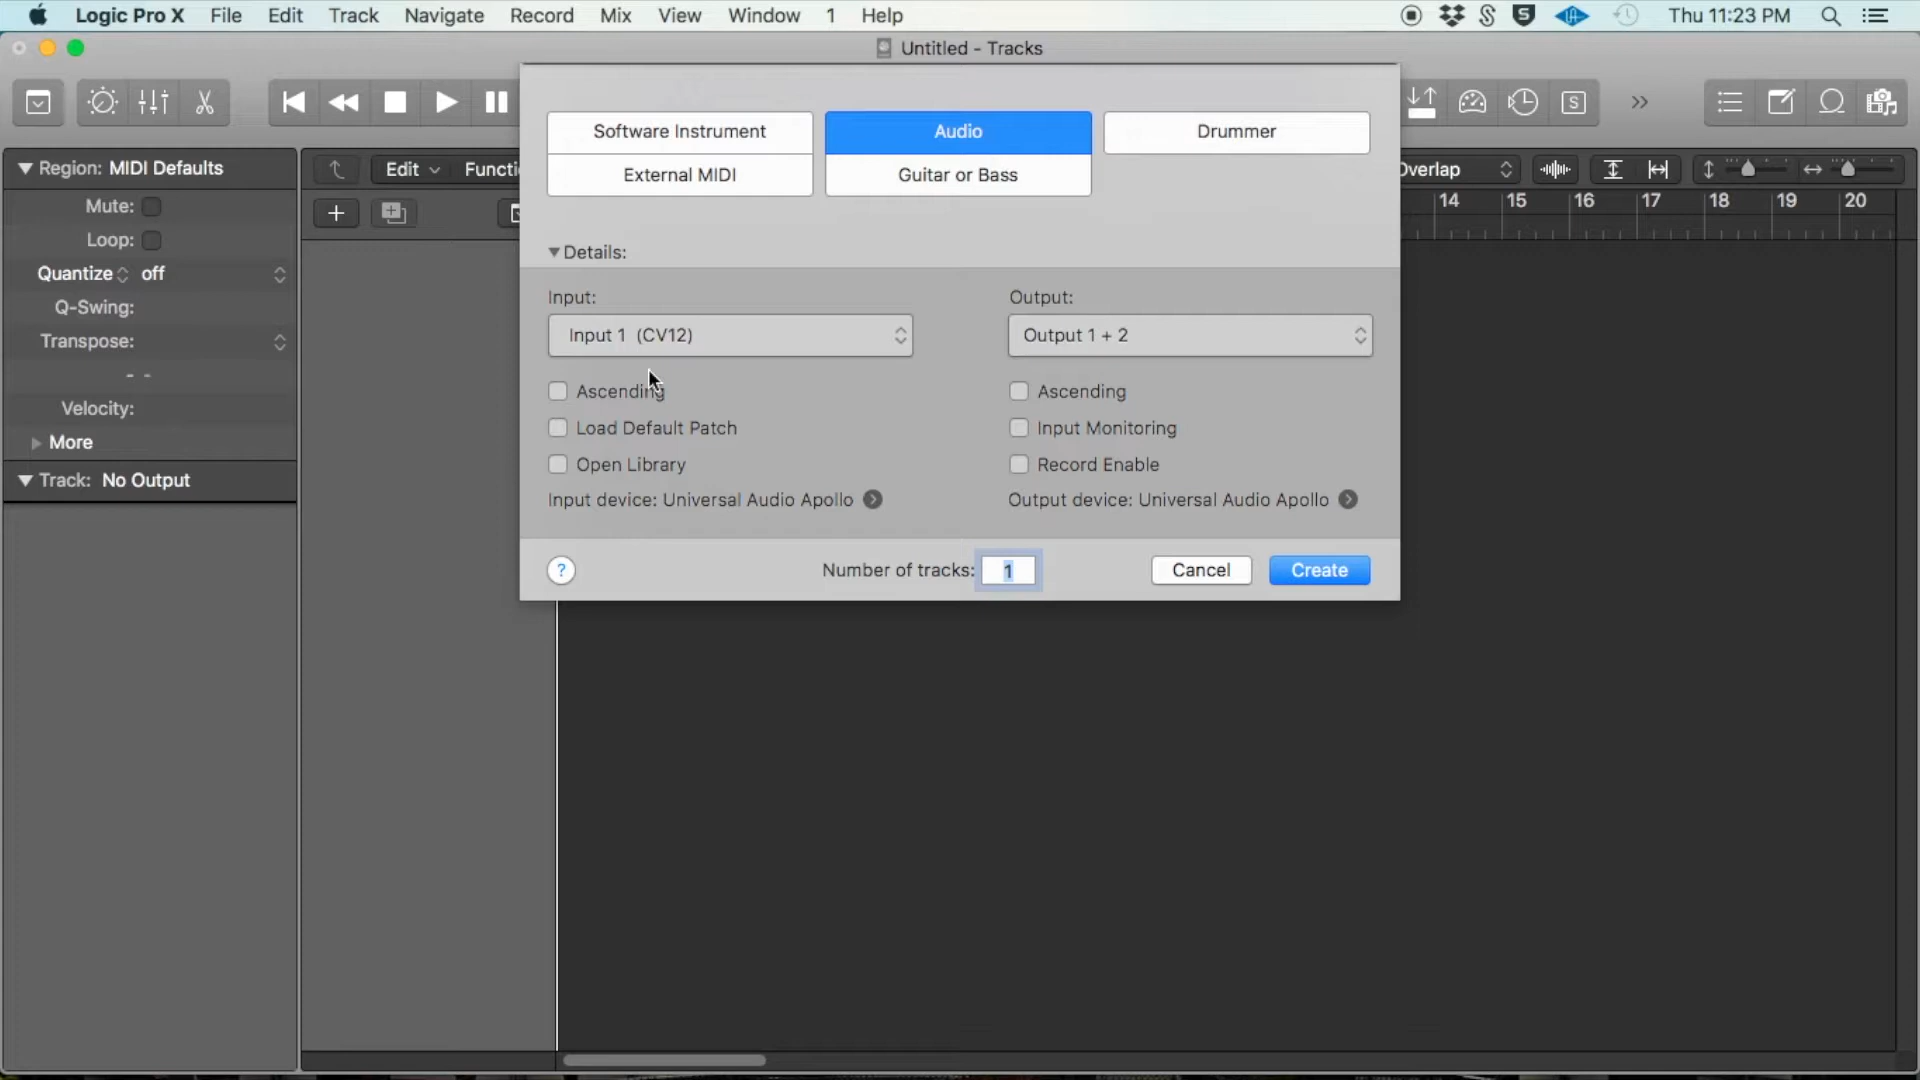 Logic Pro X File Edit Track Navigate Record Mix View Window 1 Help Thu 11:23 PM
Untitled - Tracks
Software Instrument Audio Drummer
External MIDI Guitar or Bass
Region: MIDI Defaults
Edit Functi Overlap
Mute:
Loop:
Quantize off
Q-Swing:
Transpose:
- -
Velocity:
More
Track: No Output
14 15 16 17 18 19 20
Details:
Input: Output:
Input 1 (CV12) Output 1 + 2
Ascending Ascending
Load Default Patch Input Monitoring
Open Library Record Enable
Input device: Universal Audio Apollo Output device: Universal Audio Apollo
? Number of tracks: 1 Cancel Create